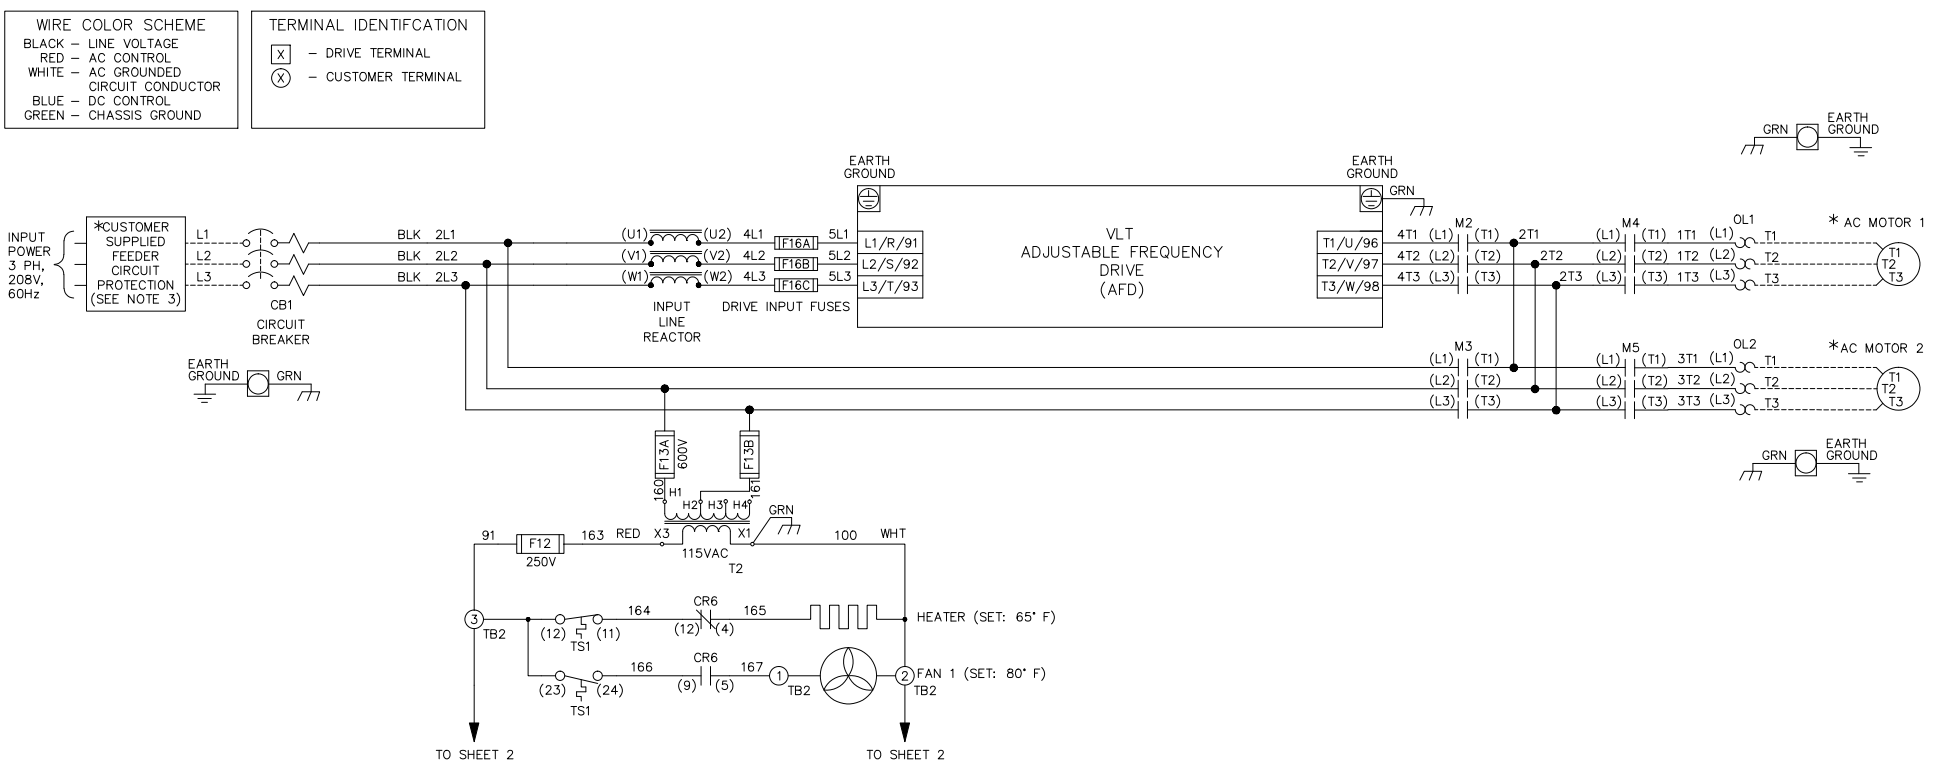 WIRE COLOR SCHEME
BLACK – LINE VOLTAGE
RED – AC CONTROL
WHITE – AC GROUNDED
CIRCUIT CONDUCTOR
BLUE – DC CONTROL
GREEN – CHASSIS GROUND
TERMINAL IDENTIFCATION
X – DRIVE TERMINAL
X – CUSTOMER TERMINAL
GRN
EARTH
GROUND
INPUT
POWER
3 PH,
208V,
60Hz
*CUSTOMER
SUPPLIED
FEEDER
CIRCUIT
PROTECTION
(SEE NOTE 3)
L1
L2
L3
CB1
CIRCUIT
BREAKER
EARTH
GROUND
GRN
BLK 2L1
BLK 2L2
BLK 2L3
(U1) (U2) 4L1 F16A 5L1
(V1) (V2) 4L2 F16B 5L2
(W1) (W2) 4L3 F16C 5L3
INPUT
LINE
REACTOR
DRIVE INPUT FUSES
EARTH
GROUND
L1/R/91
L2/S/92
L3/T/93
VLT
ADJUSTABLE FREQUENCY
DRIVE
(AFD)
EARTH
GROUND
GRN
T1/U/96
T2/V/97
T3/W/98
M2 M4 OL1
4T1 (L1) (T1) 2T1 (L1) (T1) 1T1 (L1) T1
4T2 (L2) (T2) 2T2 (L2) (T2) 1T2 (L2) T2
4T3 (L3) (T3) 2T3 (L3) (T3) 1T3 (L3) T3
* AC MOTOR 1
T1
T2
T3
M3 M5 OL2
(L1) (T1) (L1) (T1) 3T1 (L1) T1
(L2) (T2) (L2) (T2) 3T2 (L2) T2
(L3) (T3) (L3) (T3) 3T3 (L3) T3
*AC MOTOR 2
T1
T2
T3
GRN
EARTH
GROUND
F13A
600V
F13B
160
161
H1
H2 H3 H4
GRN
91 F12 163 RED X3 X1 100 WHT
250V
115VAC
T2
3
TB2
(12) (11) 164 CR6 (12) (4) 165
TS1
HEATER (SET: 65° F)
(23) (24) 166 CR6 (9) (5) 167 1 TB2
TS1
2
TB2
FAN 1 (SET: 80° F)
TO SHEET 2
TO SHEET 2